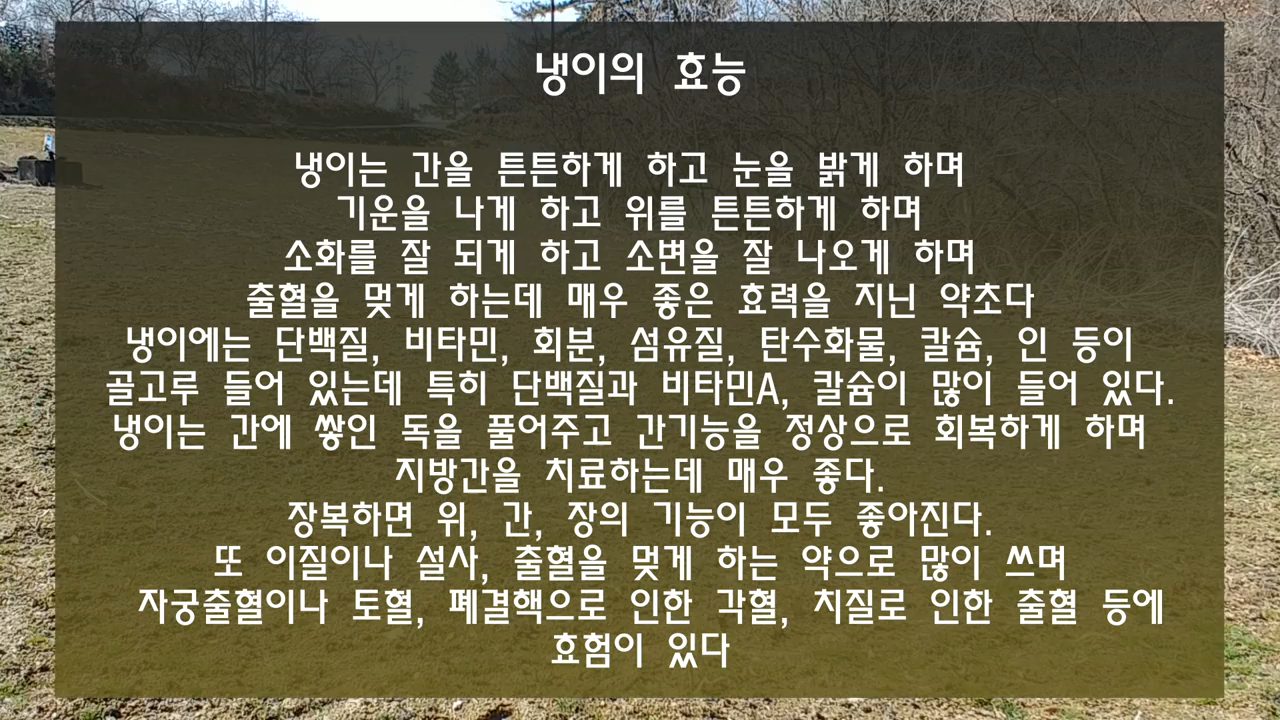 냉이의 효능
냉이는 간을 튼튼하게 하고 눈을 밝게 하며
기운을 나게 하고 위를 튼튼하게 하며
소화를 잘 되게 하고 소변을 잘 나오게 하며
출혈을 멎게 하는데 매우 좋은 효력을 지닌 약초다
냉이에는 단백질, 비타민, 회분, 섬유질, 탄수화물, 칼슘, 인 등이
골고루 들어 있는데 특히 단백질과 비타민A, 칼슘이 많이 들어 있다.
냉이는 간에 쌓인 독을 풀어주고 간기능을 정상으로 회복하게 하며
지방간을 치료하는데 매우 좋다.
장복하면 위, 간, 장의 기능이 모두 좋아진다.
또 이질이나 설사, 출혈을 멎게 하는 약으로 많이 쓰며
자궁출혈이나 토혈, 폐결핵으로 인한 각혈, 치질로 인한 출혈 등에
효험이 있다